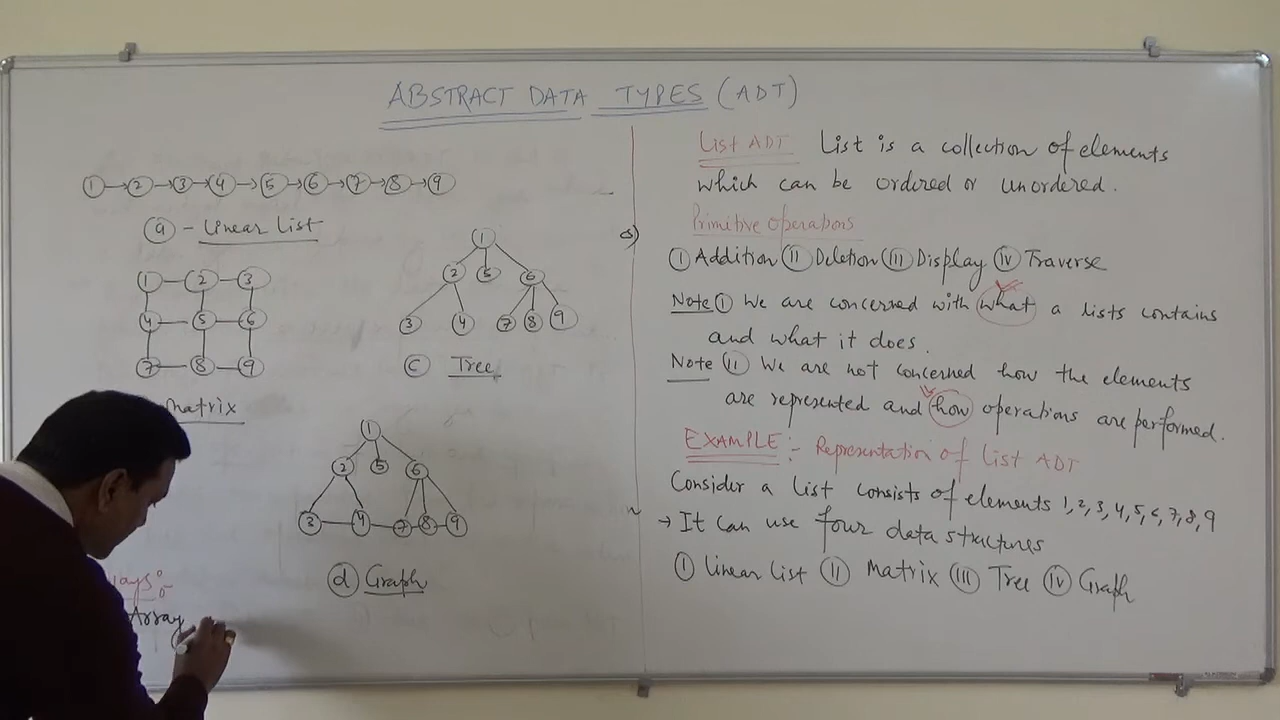 ABSTRACT DATA TYPES (ADT)
1 2 3 4 5 6 7 8 9
(a) - Linear List
1 2 3
4 5 6
7 8 9
Matrix
1
2 5 6
3 4 7 8 9
(c) Tree
1
2 5 6
3 4 7 8 9
(d) Graph
Array
List ADT List is a collection of elements
which can be ordered or unordered.
Primitive operations
(I) Addition (II) Deletion (III) Display (IV) Traverse
Note (I) We are concerned with what a lists contains
and what it does.
Note (II) We are not concerned how the elements
are represented and how operations are performed.
EXAMPLE:- Representation of List ADT
Consider a list consists of elements 1,2,3,4,5,6,7,8,9
→ It can use four data structures
(I) Linear List (II) Matrix (III) Tree (IV) Graph